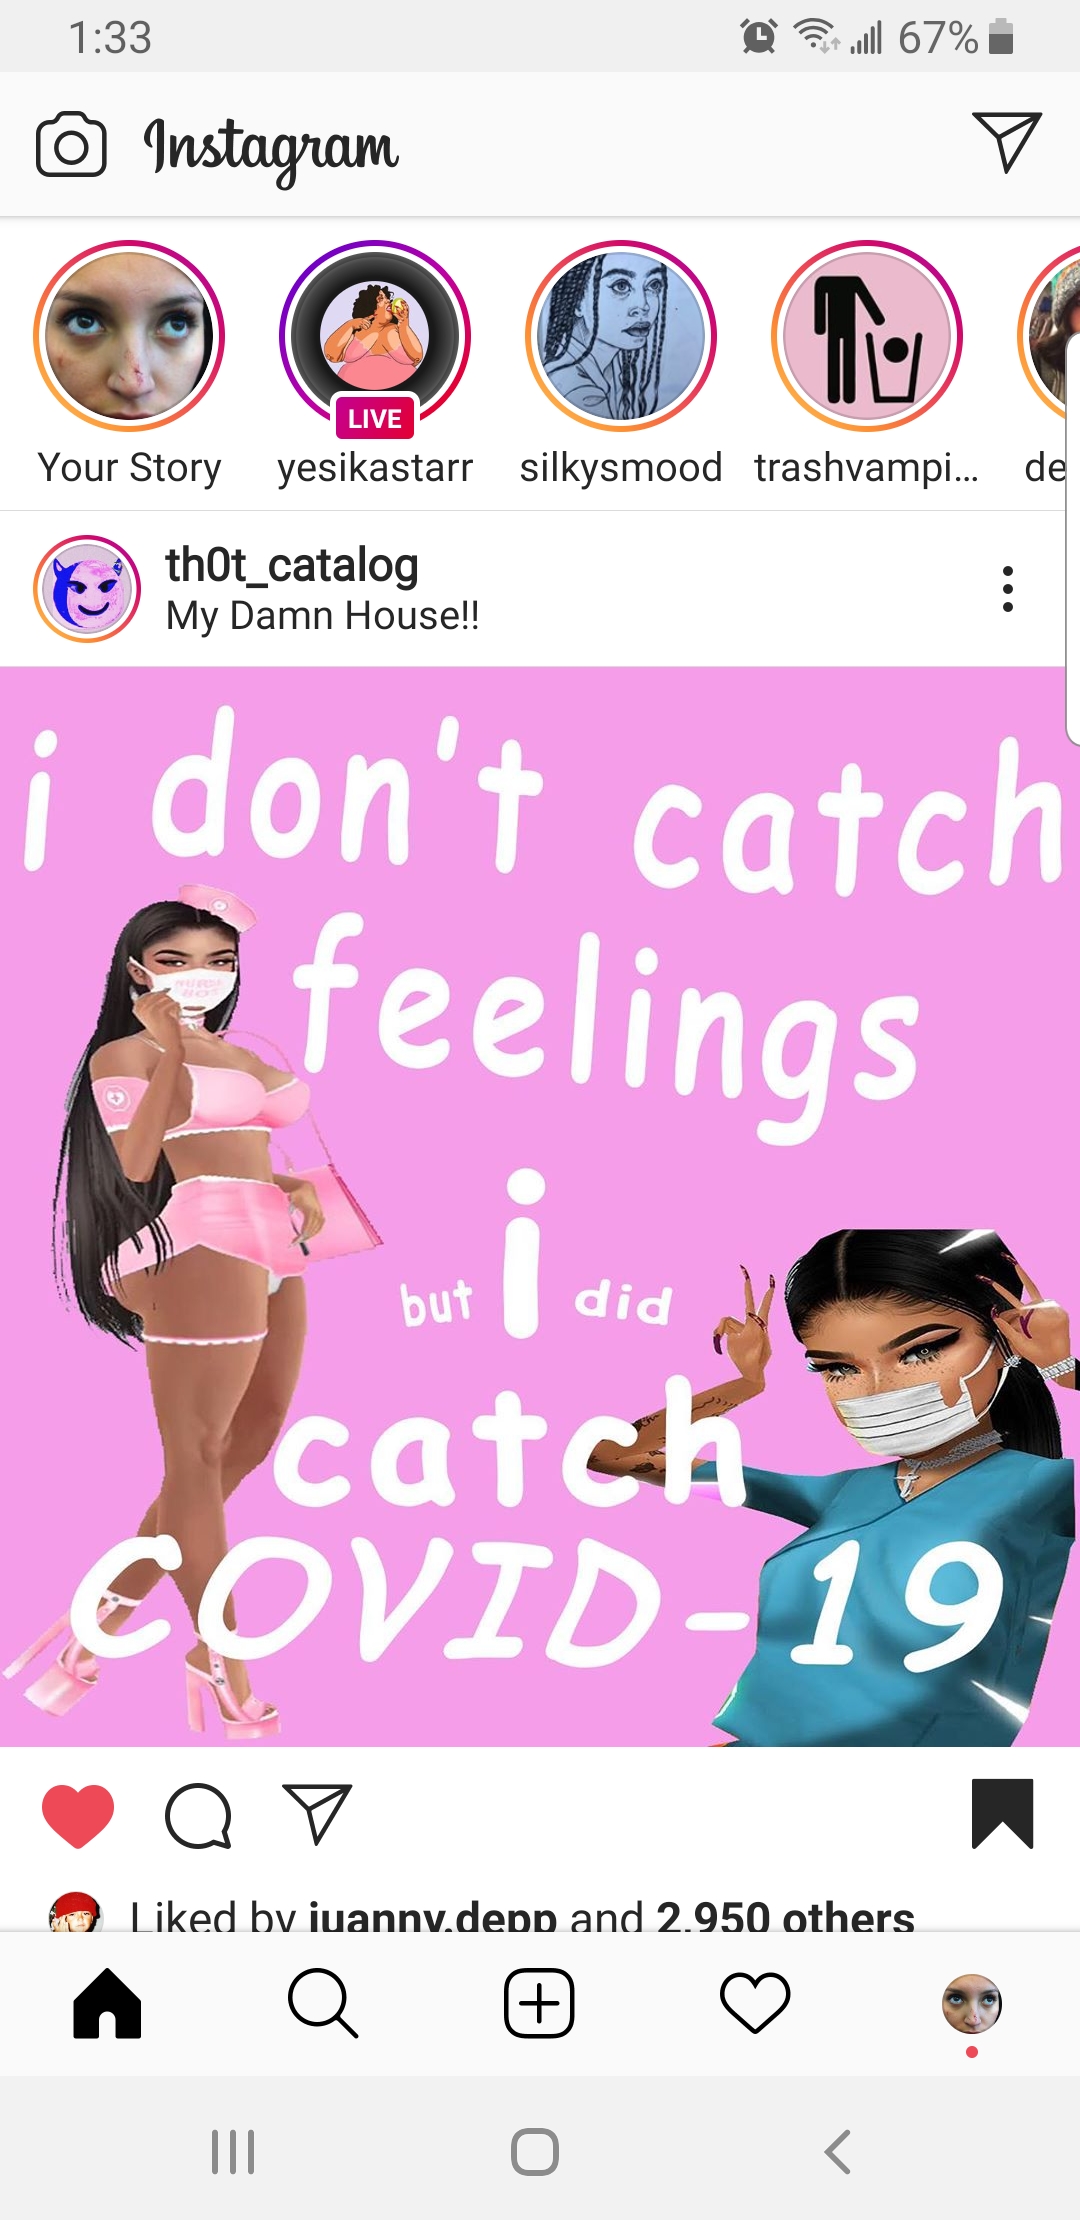 1:33 67%
Instagram
LIVE
Your Story yesikastarr silkysmood trashvampi... de
th0t_catalog
My Damn House!!
i don't catch
feelings
but i did
catch
COVID-19
Liked by juanny.depp and 2,950 others